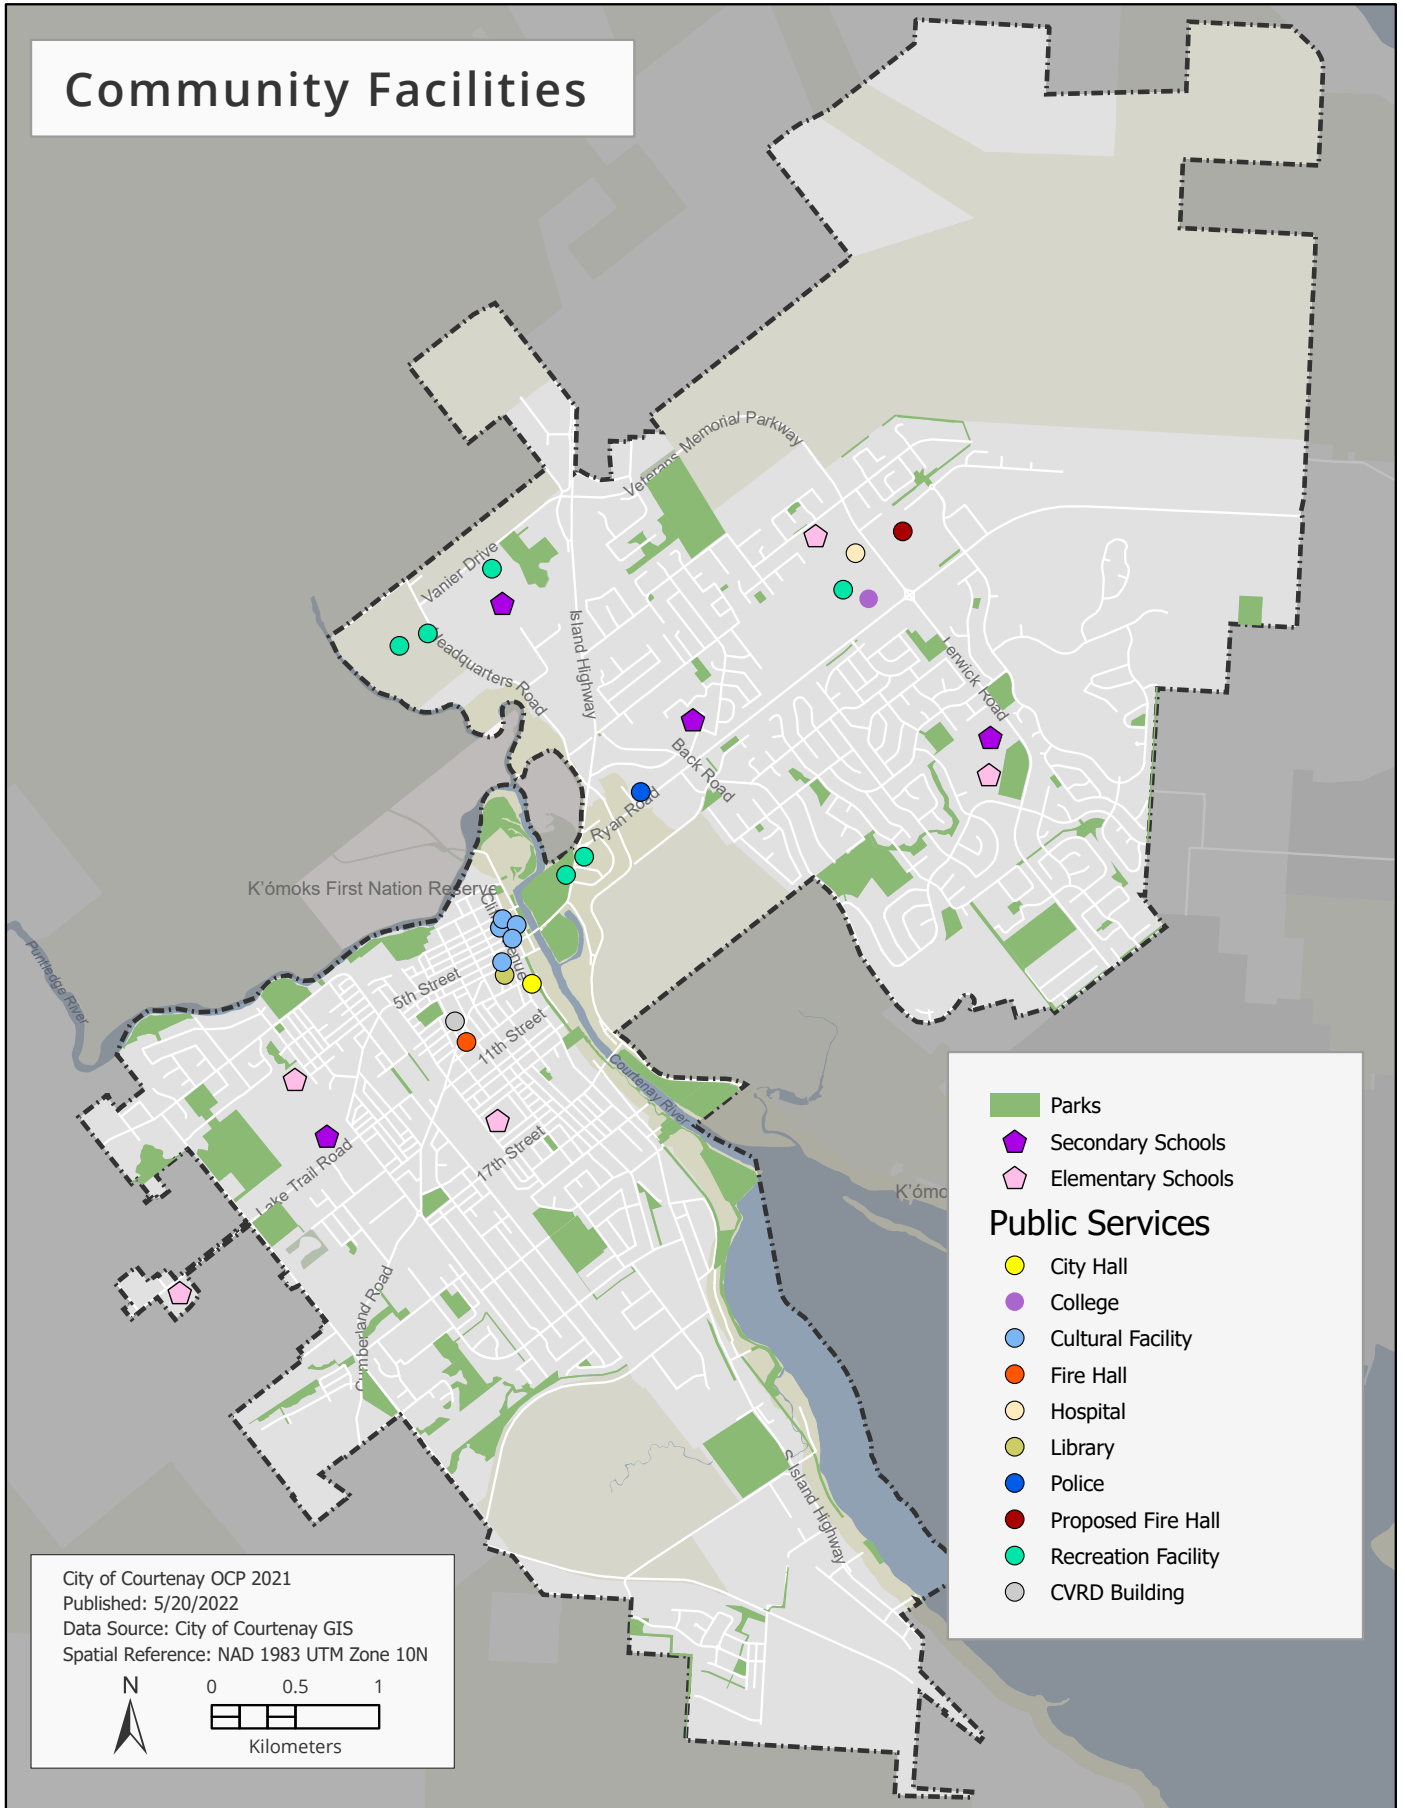 Community Facilities
Veterans Memorial Parkway
Vanier Drive
Island Highway
Headquarters Road
Lerwick Road
Back Road
Ryan Road
K'ómoks First Nation Reserve
Puntledge River
5th Street
11th Street
Courtenay River
17th Street
Lake Trail Road
Cumberland Road
S Island Highway
K'ómo
Parks
Secondary Schools
Elementary Schools
Public Services
City Hall
College
Cultural Facility
Fire Hall
Hospital
Library
Police
Proposed Fire Hall
Recreation Facility
CVRD Building
City of Courtenay OCP 2021
Published: 5/20/2022
Data Source: City of Courtenay GIS
Spatial Reference: NAD 1983 UTM Zone 10N
N
0 0.5 1
Kilometers